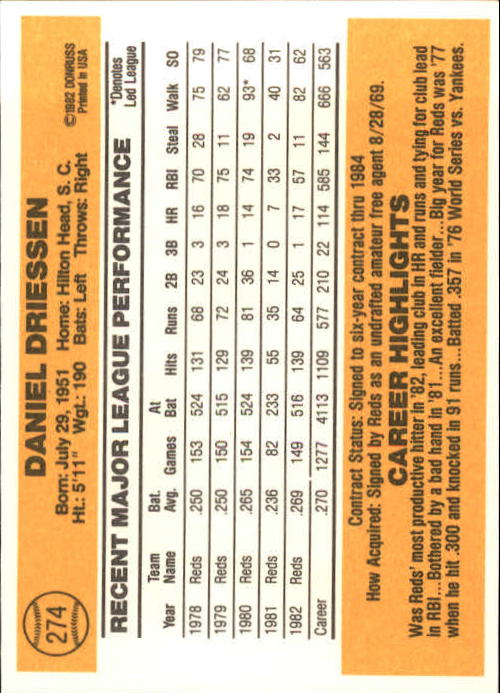 274
DANIEL DRIESSEN
©1982 DONRUSS
Printed in USA
Born: July 29, 1951 Home: Hilton Head, S. C.
Ht.: 5'11" Wgt.: 190 Bats: Left Throws: Right
RECENT MAJOR LEAGUE PERFORMANCE
*Denotes
Led League
Year Team Name Bat. Avg. Games At Bat Hits Runs 2B 3B HR RBI Steal Walk SO
1978 Reds .250 153 524 131 68 23 3 16 70 28 75 79
1979 Reds .250 150 515 129 72 24 3 18 75 11 62 77
1980 Reds .265 154 524 139 81 36 1 14 74 19 93* 68
1981 Reds .236 82 233 55 35 14 0 7 33 2 40 31
1982 Reds .269 149 516 139 64 25 1 17 57 11 82 62
Career .270 1277 4113 1109 577 210 22 114 585 144 666 563
Contract Status: Signed to six-year contract thru 1984
How Acquired: Signed by Reds as an undrafted amateur free agent 8/28/69.
CAREER HIGHLIGHTS
Was Reds' most productive hitter in '82, leading club in HR and runs and tying for club lead
in RBI... Bothered by a bad hand in '81... An excellent fielder... Big year for Reds was '77
when he hit .300 and knocked in 91 runs... Batted .357 in '76 World Series vs. Yankees.